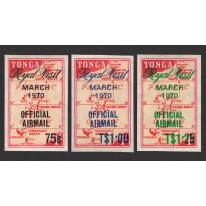 TONGA
Royal Visit
MARCH
1970
OFFICIAL
AIRMAIL
75s
TONGA
Royal Visit
MARCH
1970
OFFICIAL
AIRMAIL
T$1·00
TONGA
Royal Visit
MARCH
1970
OFFICIAL
AIRMAIL
T$1·25